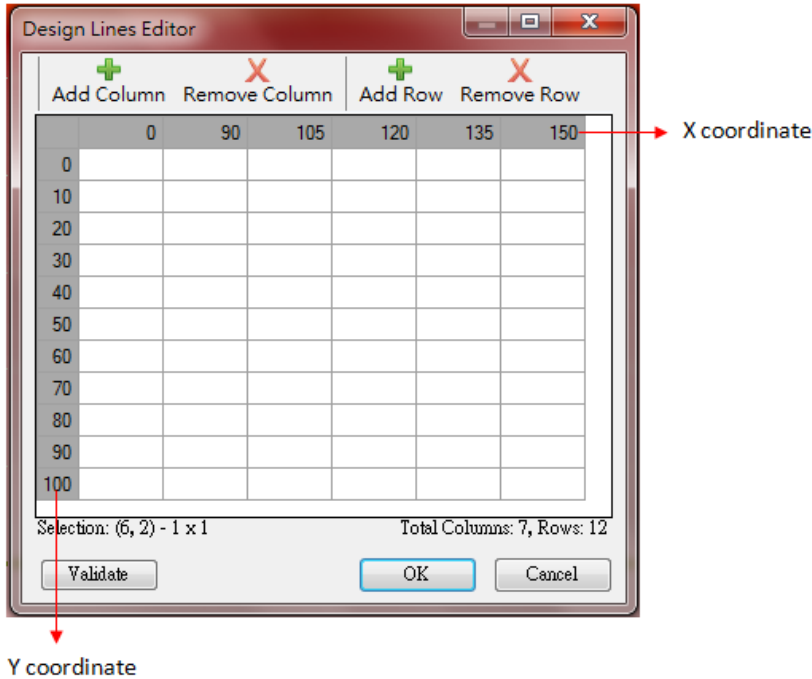 Design Lines Editor
Add Column Remove Column Add Row Remove Row
0 90 105 120 135 150
X coordinate
0
10
20
30
40
50
60
70
80
90
100
Selection: (6, 2) - 1 x 1 Total Columns: 7, Rows: 12
Validate OK Cancel
Y coordinate